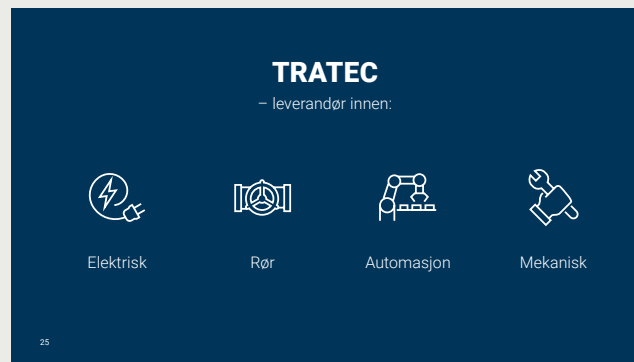 TRATEC
– leverandør innen:
Elektrisk
Rør
Automasjon
Mekanisk
25